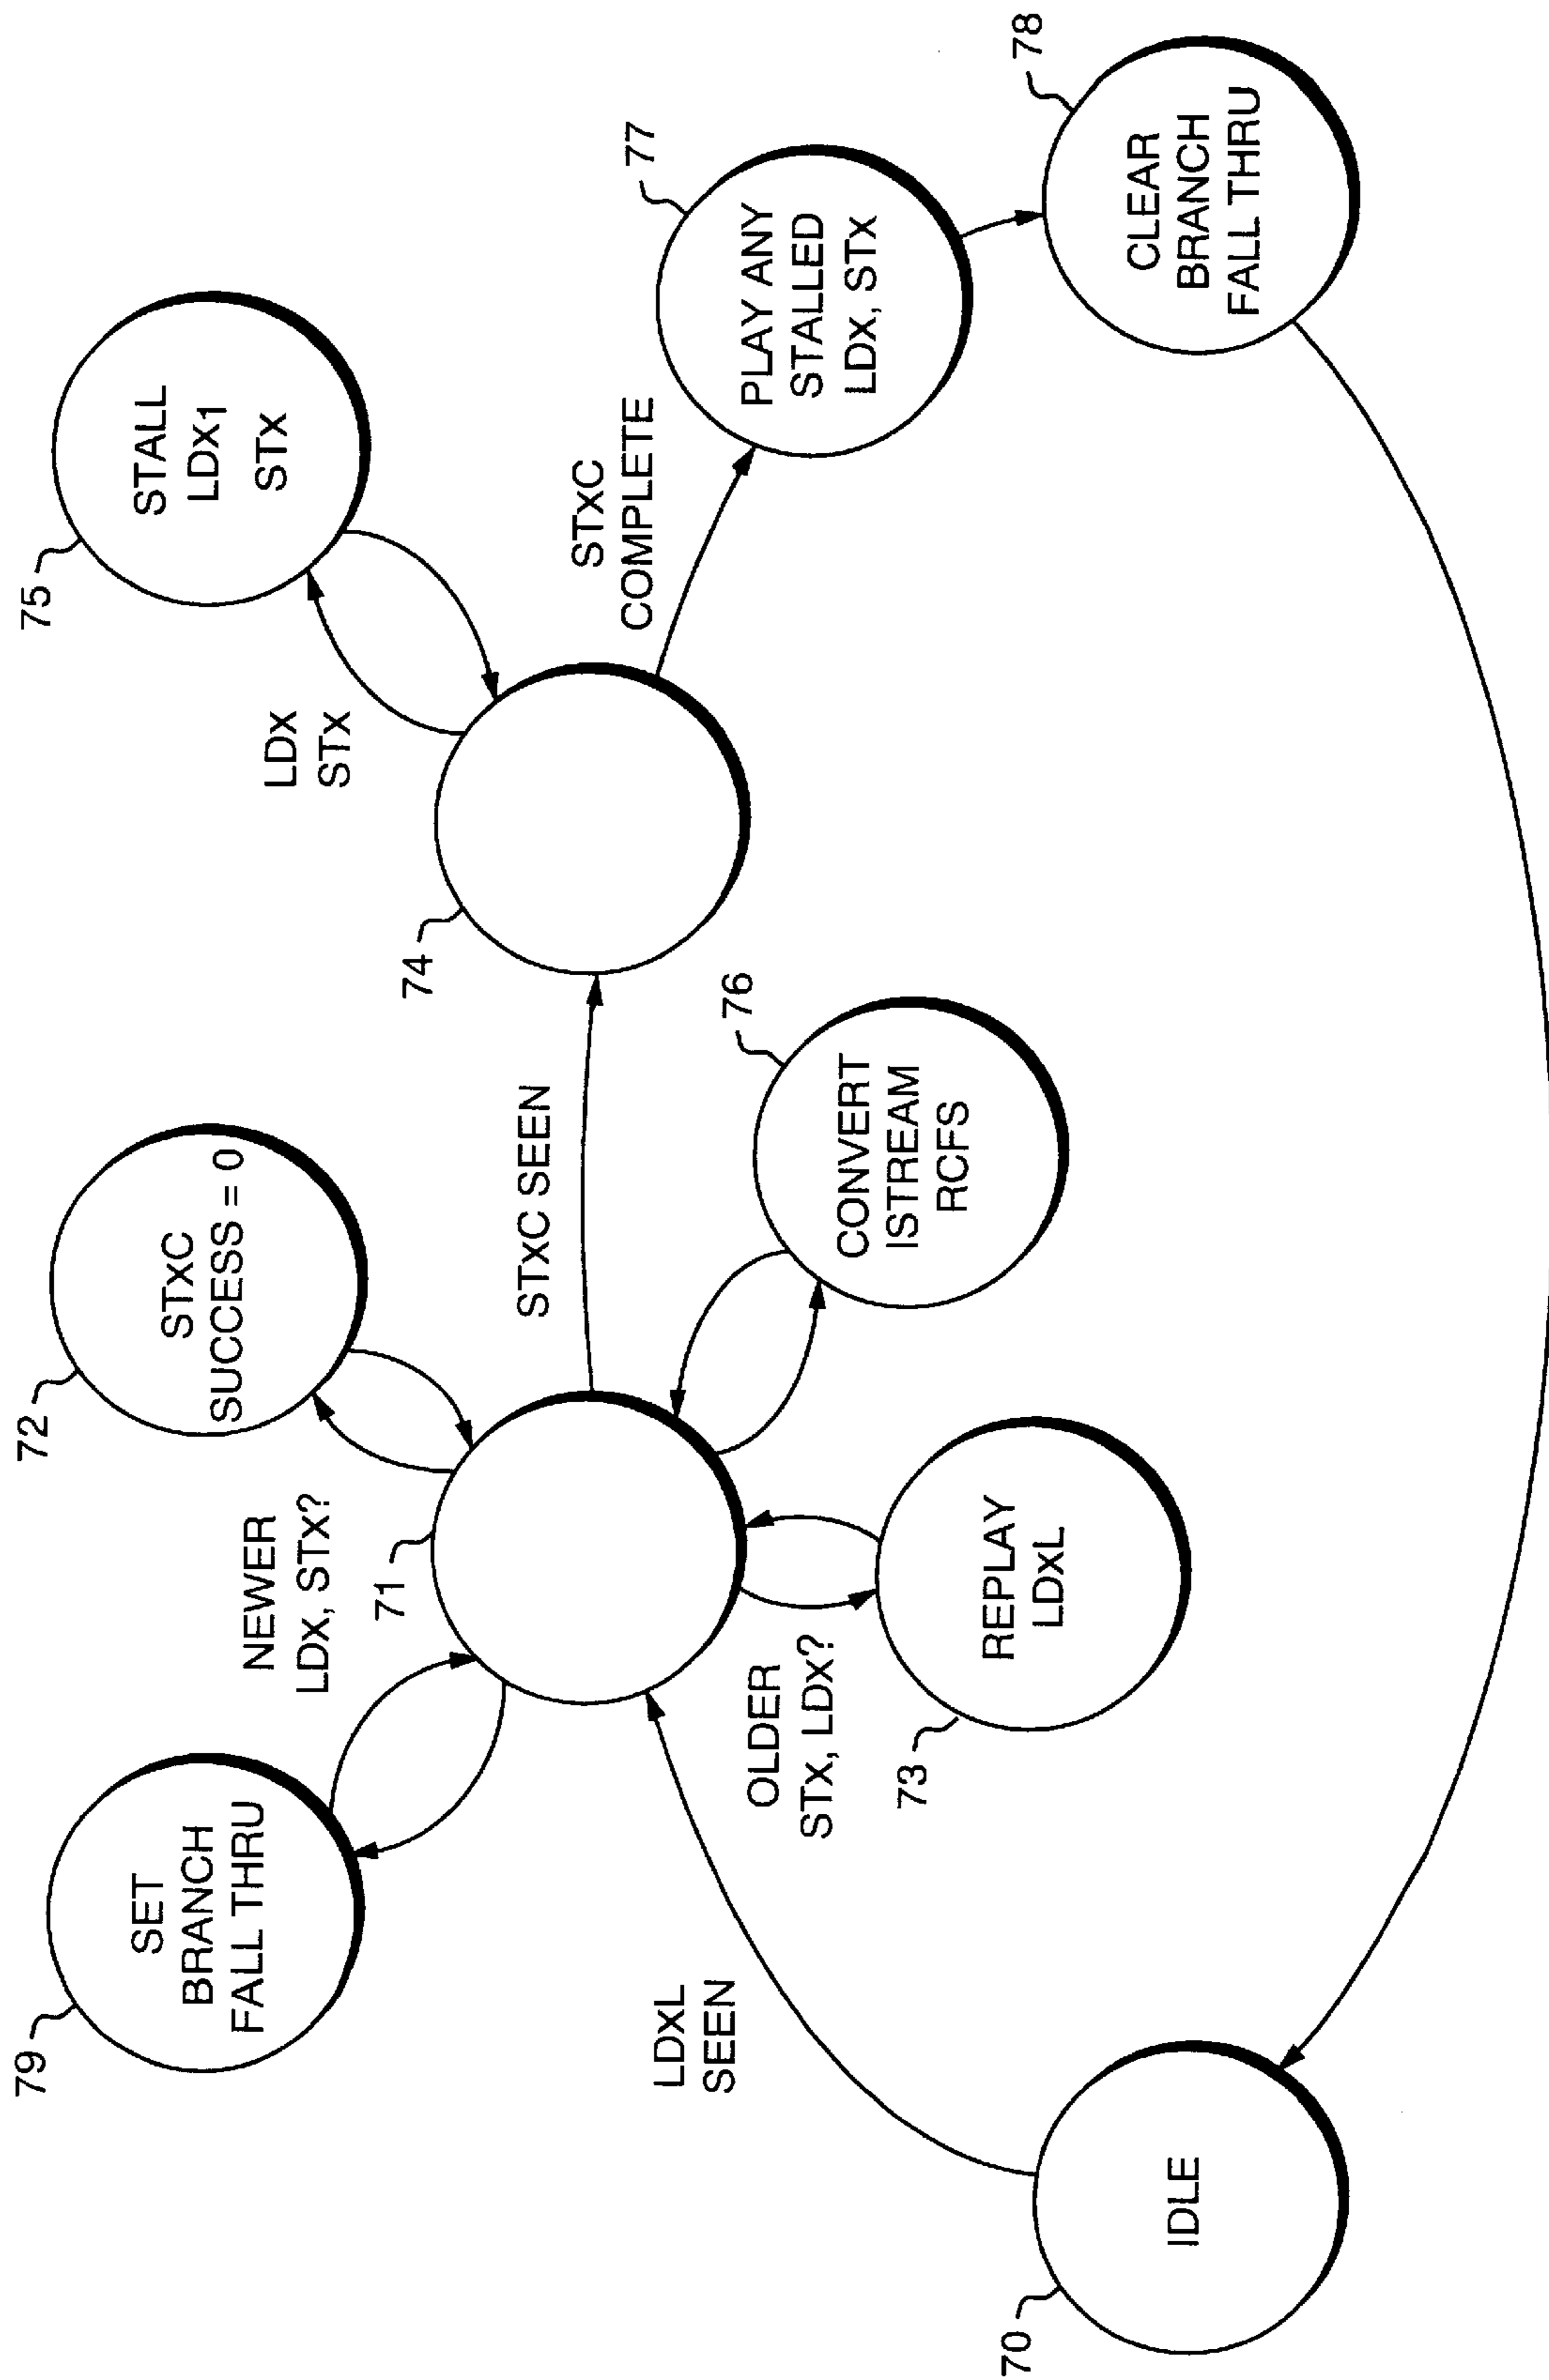 79
SET
BRANCH
FALL THRU
72
STxC
SUCCESS = 0
75
STALL
LDX1
STx
NEWER
LDX, STX?
LDX
STX
71
74
STXC SEEN
STXC
COMPLETE
77
PLAY ANY
STALLED
LDX, STX
LDXL
SEEN
OLDER
STX, LDX?
76
CONVERT
ISTREAM
RCFS
73
REPLAY
LDxL
78
CLEAR
BRANCH
FALL THRU
70
IDLE